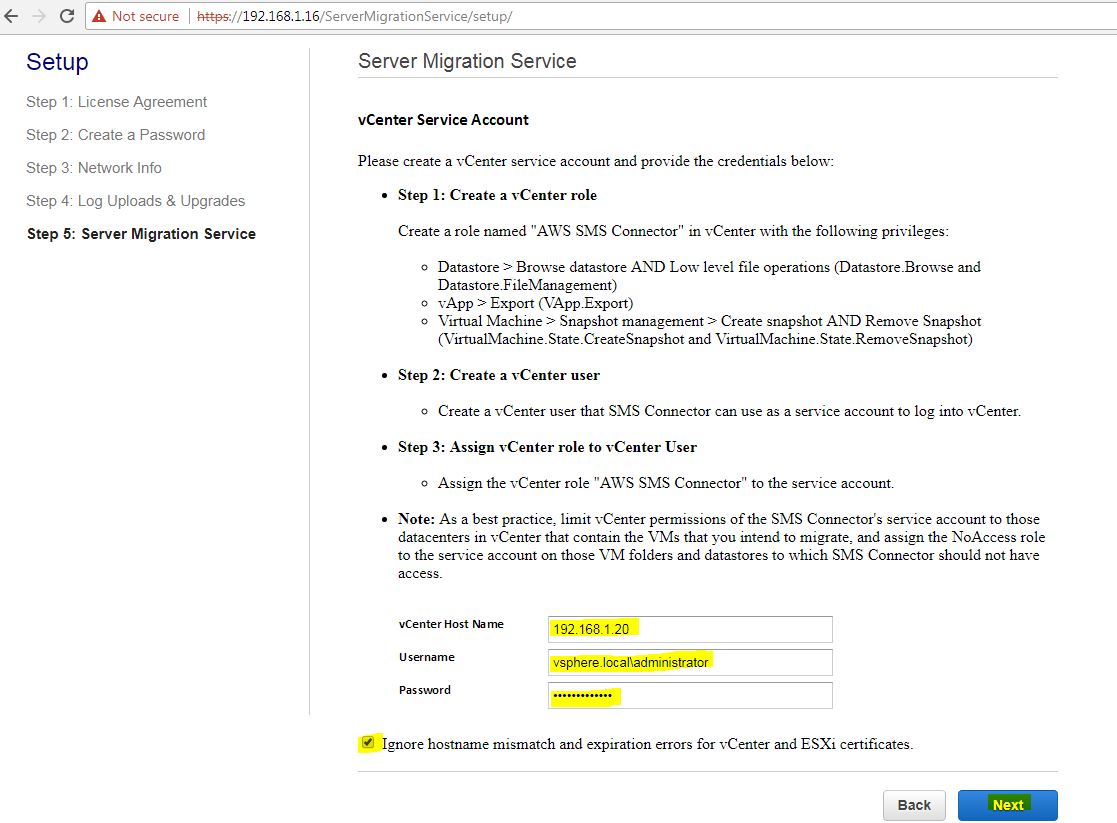 Not secure | https://192.168.1.16/ServerMigrationService/setup/
Setup
Step 1: License Agreement
Step 2: Create a Password
Step 3: Network Info
Step 4: Log Uploads & Upgrades
Step 5: Server Migration Service
Server Migration Service
vCenter Service Account
Please create a vCenter service account and provide the credentials below:
• Step 1: Create a vCenter role
Create a role named "AWS SMS Connector" in vCenter with the following privileges:
◦ Datastore > Browse datastore AND Low level file operations (Datastore.Browse and
Datastore.FileManagement)
◦ vApp > Export (VApp.Export)
◦ Virtual Machine > Snapshot management > Create snapshot AND Remove Snapshot
(VirtualMachine.State.CreateSnapshot and VirtualMachine.State.RemoveSnapshot)
• Step 2: Create a vCenter user
◦ Create a vCenter user that SMS Connector can use as a service account to log into vCenter.
• Step 3: Assign vCenter role to vCenter User
◦ Assign the vCenter role "AWS SMS Connector" to the service account.
• Note: As a best practice, limit vCenter permissions of the SMS Connector's service account to those
datacenters in vCenter that contain the VMs that you intend to migrate, and assign the NoAccess role
to the service account on those VM folders and datastores to which SMS Connector should not have
access.
vCenter Host Name 192.168.1.20
Username vsphere.local\administrator
Password •••••••••••••
Ignore hostname mismatch and expiration errors for vCenter and ESXi certificates.
Back Next